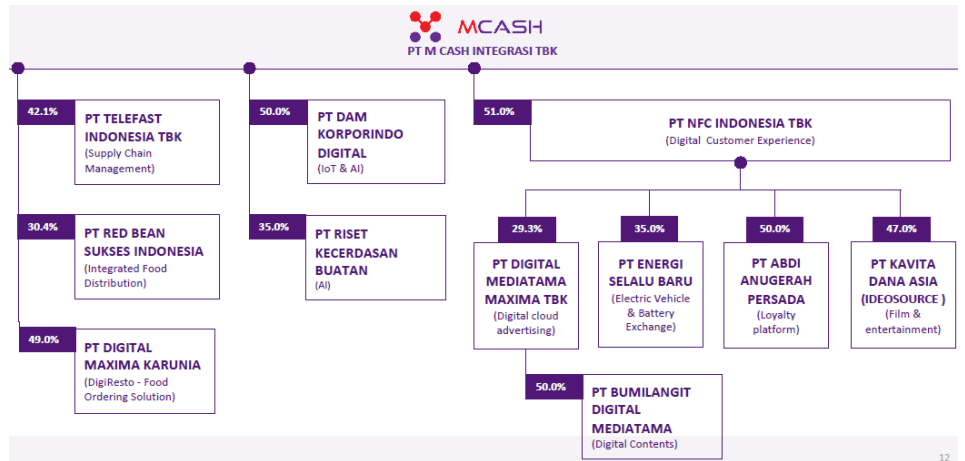 MCASH
PT M CASH INTEGRASI TBK
42.1%
PT TELEFAST
INDONESIA TBK
(Supply Chain
Management)
30.4%
PT RED BEAN
SUKSES INDONESIA
(Integrated Food
Distribution)
49.0%
PT DIGITAL
MAXIMA KARUNIA
(DigiResto - Food
Ordering Solution)
50.0%
PT DAM
KORPORINDO
DIGITAL
(IoT & AI)
35.0%
PT RISET
KECERDASAN
BUATAN
(AI)
51.0%
PT NFC INDONESIA TBK
(Digital Customer Experience)
29.3%
PT DIGITAL
MEDIATAMA
MAXIMA TBK
(Digital cloud
advertising)
35.0%
PT ENERGI
SELALU BARU
(Electric Vehicle
& Battery
Exchange)
50.0%
PT ABDI
ANUGERAH
PERSADA
(Loyalty
platform)
47.0%
PT KAVITA
DANA ASIA
(IDEOSOURCE )
(Film &
entertainment)
50.0%
PT BUMILANGIT
DIGITAL
MEDIATAMA
(Digital Contents)
12